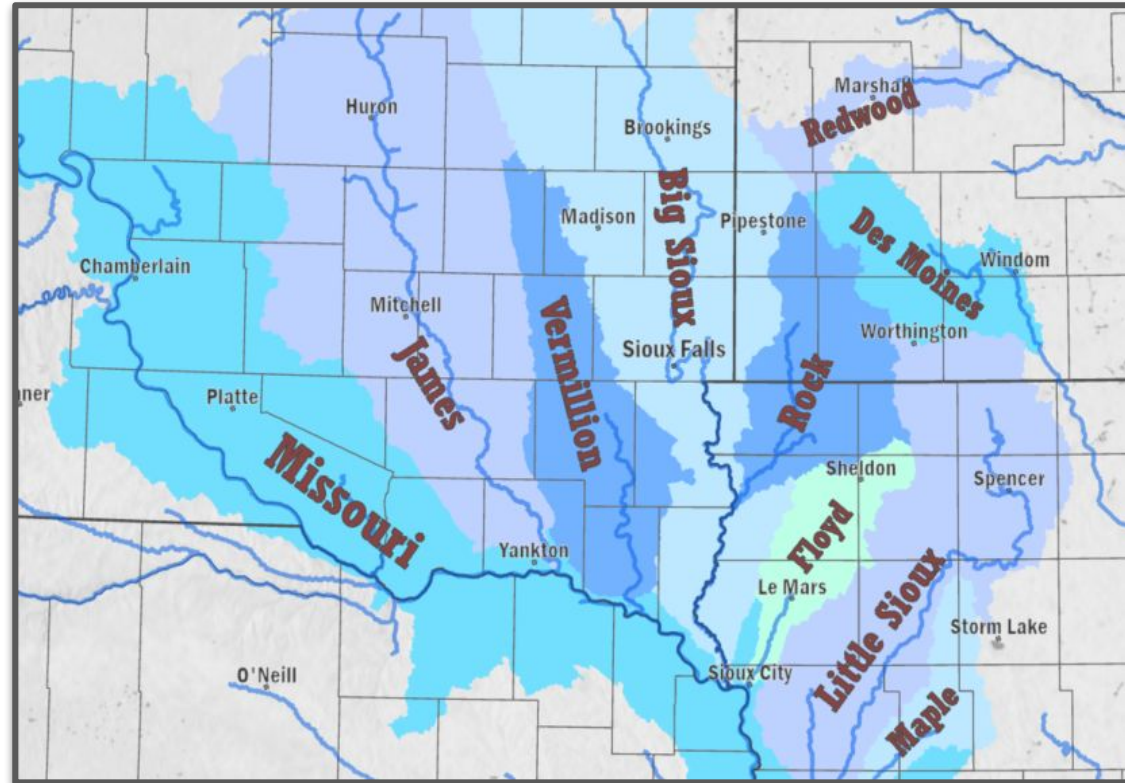 Huron
Marshall
Redwood
Brookings
Big Sioux
Madison
Pipestone
Des Moines
Windom
Chamberlain
Mitchell
Vermillion
Worthington
James
Sioux Falls
Rock
ner
Platte
Missouri
Sheldon
Spencer
Floyd
Yankton
Le Mars
Little Sioux
Storm Lake
O'Neill
Sioux City
Maple